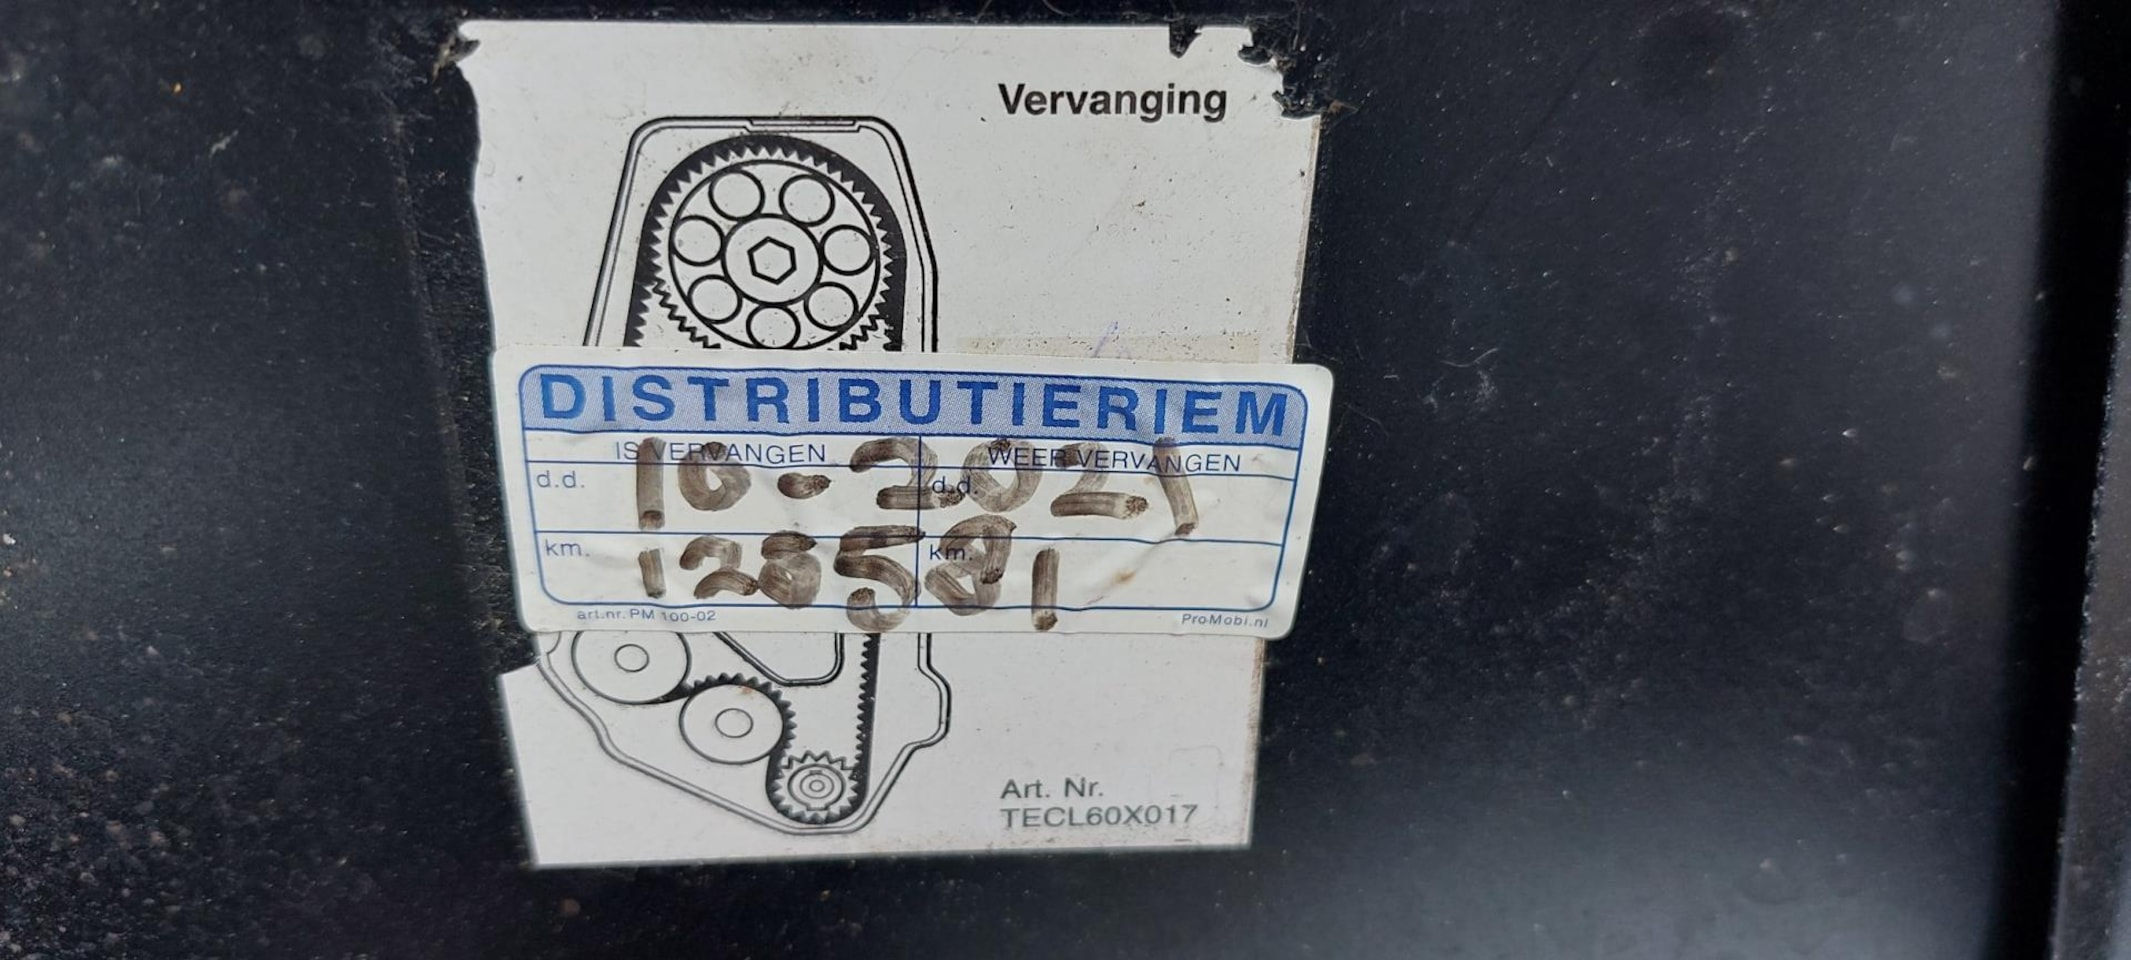 Vervanging
DISTRIBUTIERIEM
IS VERVANGEN WEER VERVANGEN
d.d. 10-2021 d.d.
km. 128581 km.
art.nr. PM 100-02 ProMobi.nl
Art. Nr.
TECL60X017